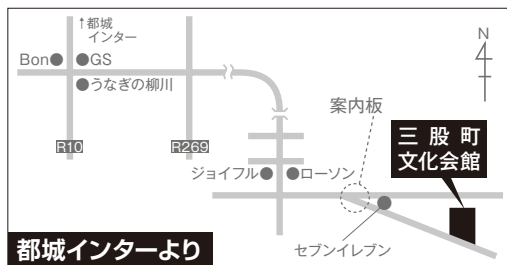 ↑都城
インター
Bon
GS
うなぎの柳川
R10
R269
N
4
案内板
三股町
文化会館
ジョイフル
ローソン
セブンイレブン
都城インターより